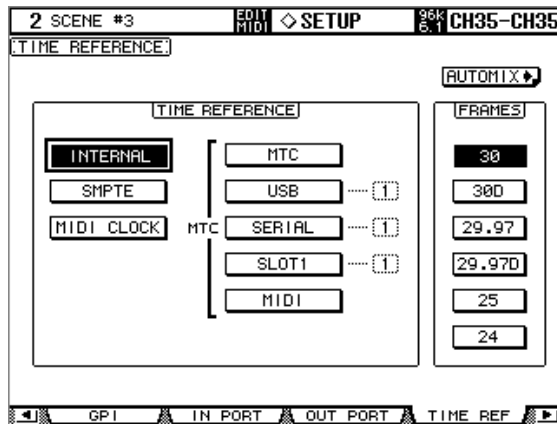 2 SCENE #3 EDIT MIDI ◇ SETUP 96K 6.1 CH35-CH35
TIME REFERENCE
AUTOMIX
TIME REFERENCE
FRAMES
INTERNAL
SMPTE
MIDI CLOCK
MTC
MTC
USB 1
SERIAL 1
SLOT1 1
MIDI
30
30D
29.97
29.97D
25
24
GPI IN PORT OUT PORT TIME REF